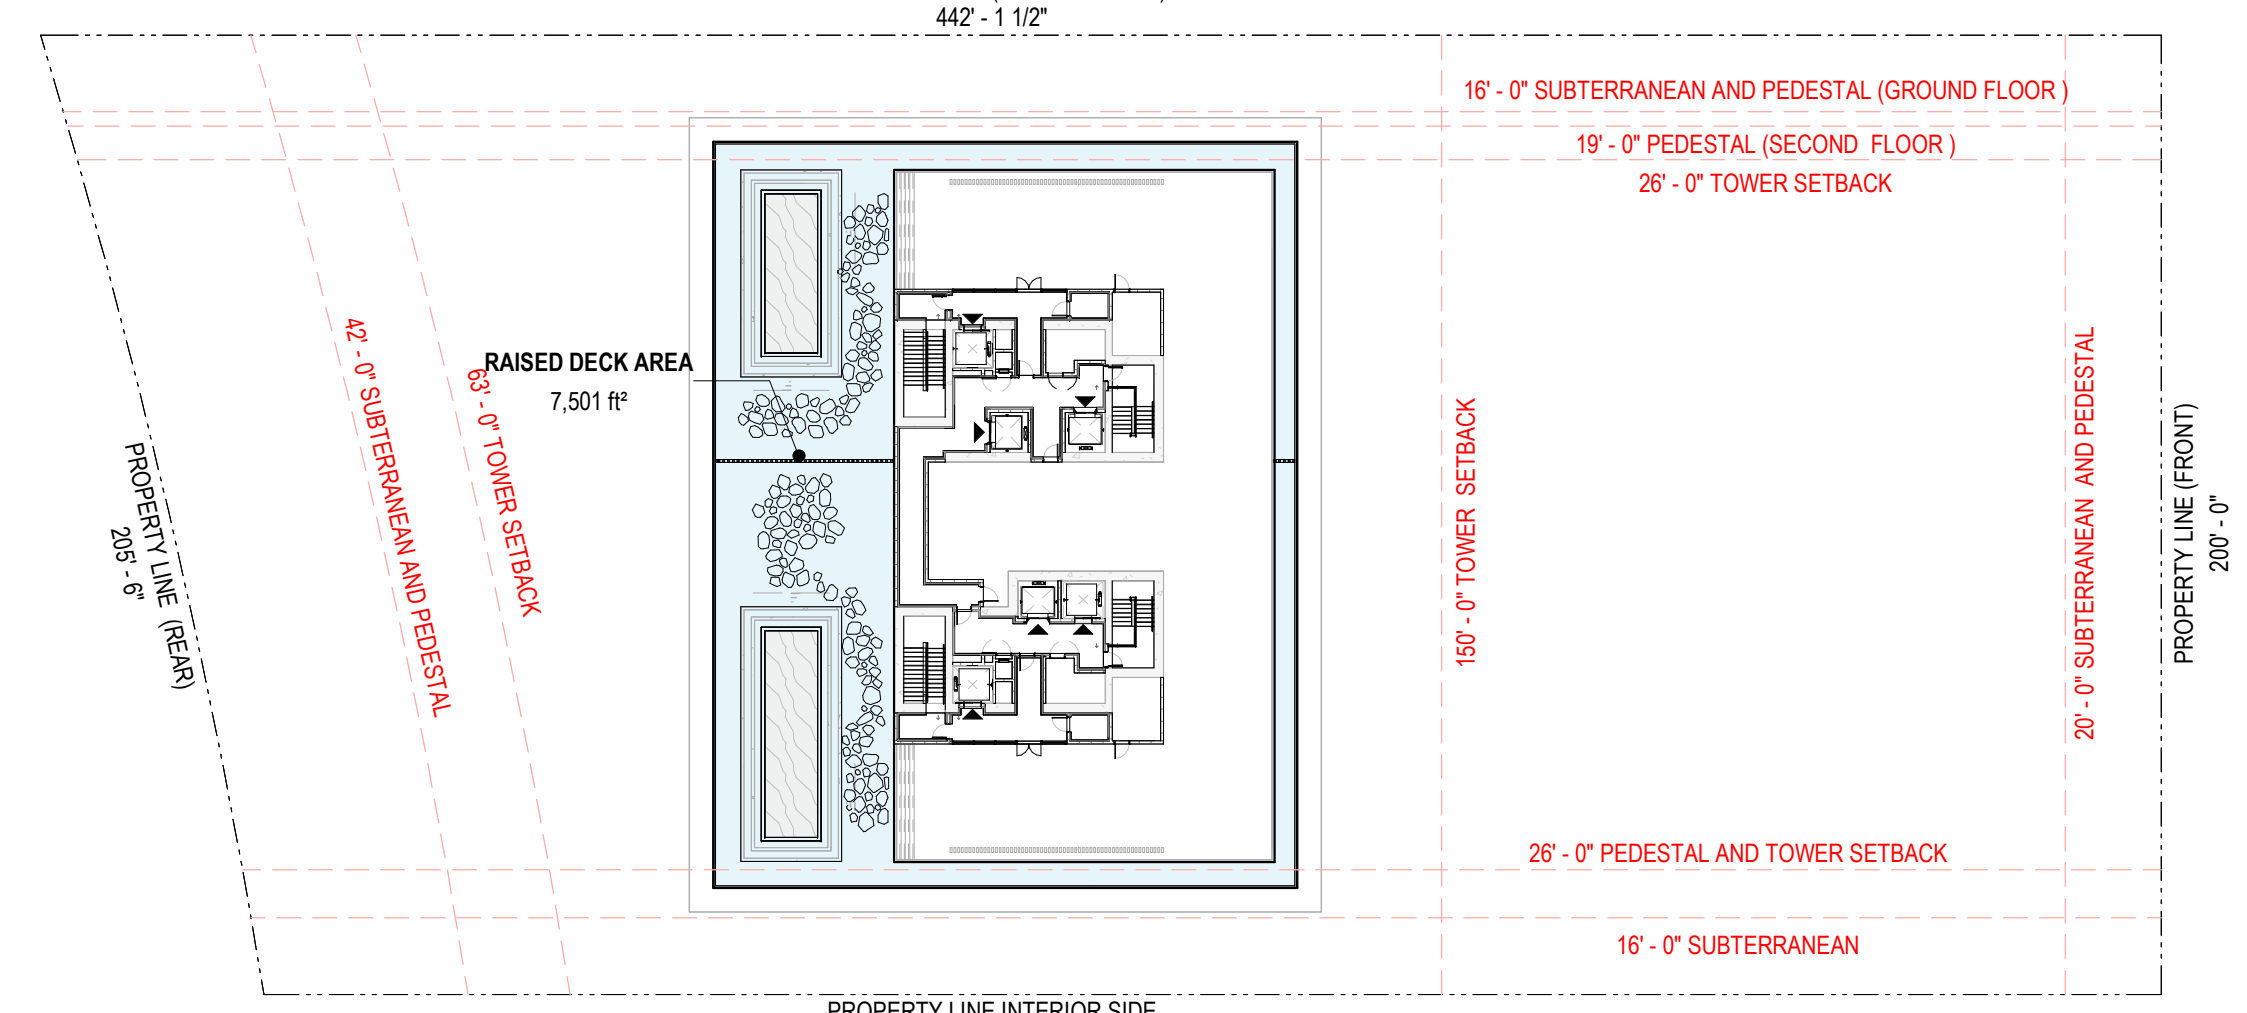 442' - 1 1/2"
16' - 0" SUBTERRANEAN AND PEDESTAL (GROUND FLOOR )
19' - 0" PEDESTAL (SECOND FLOOR )
26' - 0" TOWER SETBACK
RAISED DECK AREA
7,501 ft²
42' - 0" SUBTERRANEAN AND PEDESTAL
63' - 0" TOWER SETBACK
PROPERTY LINE (REAR)
205' - 6"
150' - 0" TOWER SETBACK
20' - 0" SUBTERRANEAN AND PEDESTAL
PROPERTY LINE (FRONT)
200' - 0"
26' - 0" PEDESTAL AND TOWER SETBACK
16' - 0" SUBTERRANEAN
PROPERTY LINE INTERIOR SIDE